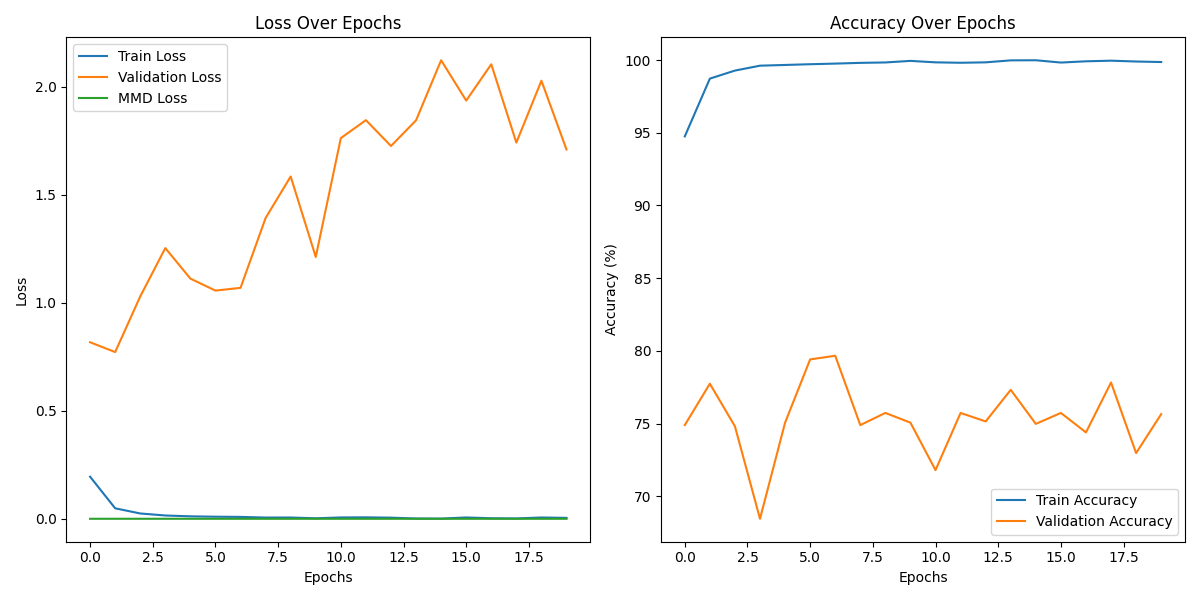 Loss Over Epochs
Train Loss
Validation Loss
MMD Loss
2.0
1.5
1.0
0.5
0.0
Loss
0.0 2.5 5.0 7.5 10.0 12.5 15.0 17.5
Epochs
Accuracy Over Epochs
100
95
90
85
80
75
70
Accuracy (%)
Train Accuracy
Validation Accuracy
0.0 2.5 5.0 7.5 10.0 12.5 15.0 17.5
Epochs